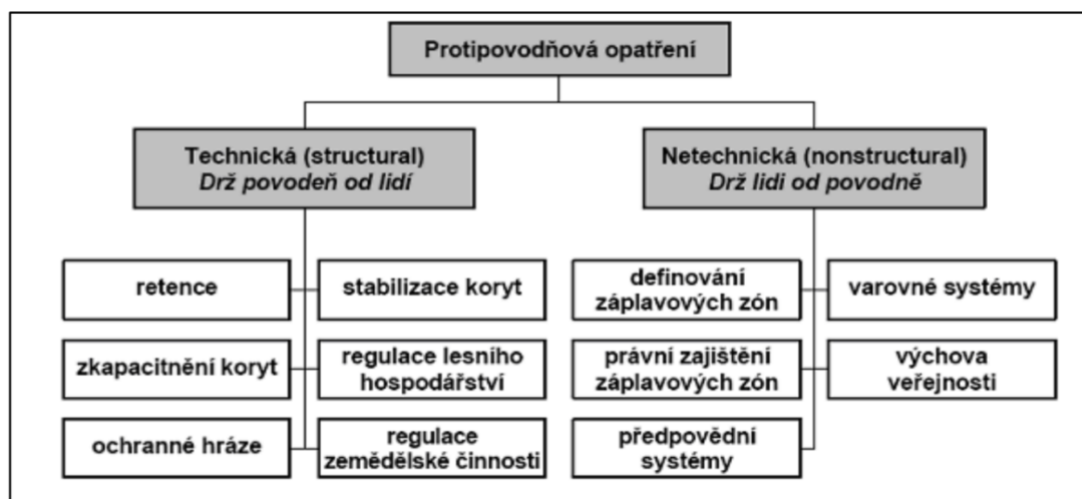 Protipovodňová opatření
Technická (structural)
Drž povodeň od lidí
Netechnická (nonstructural)
Drž lidi od povodně
retence
stabilizace koryt
zkapacitnění koryt
regulace lesního
hospodářství
ochranné hráze
regulace
zemědělské činnosti
definování
záplavových zón
varovné systémy
právní zajištění
záplavových zón
výchova
veřejnosti
předpovědní
systémy